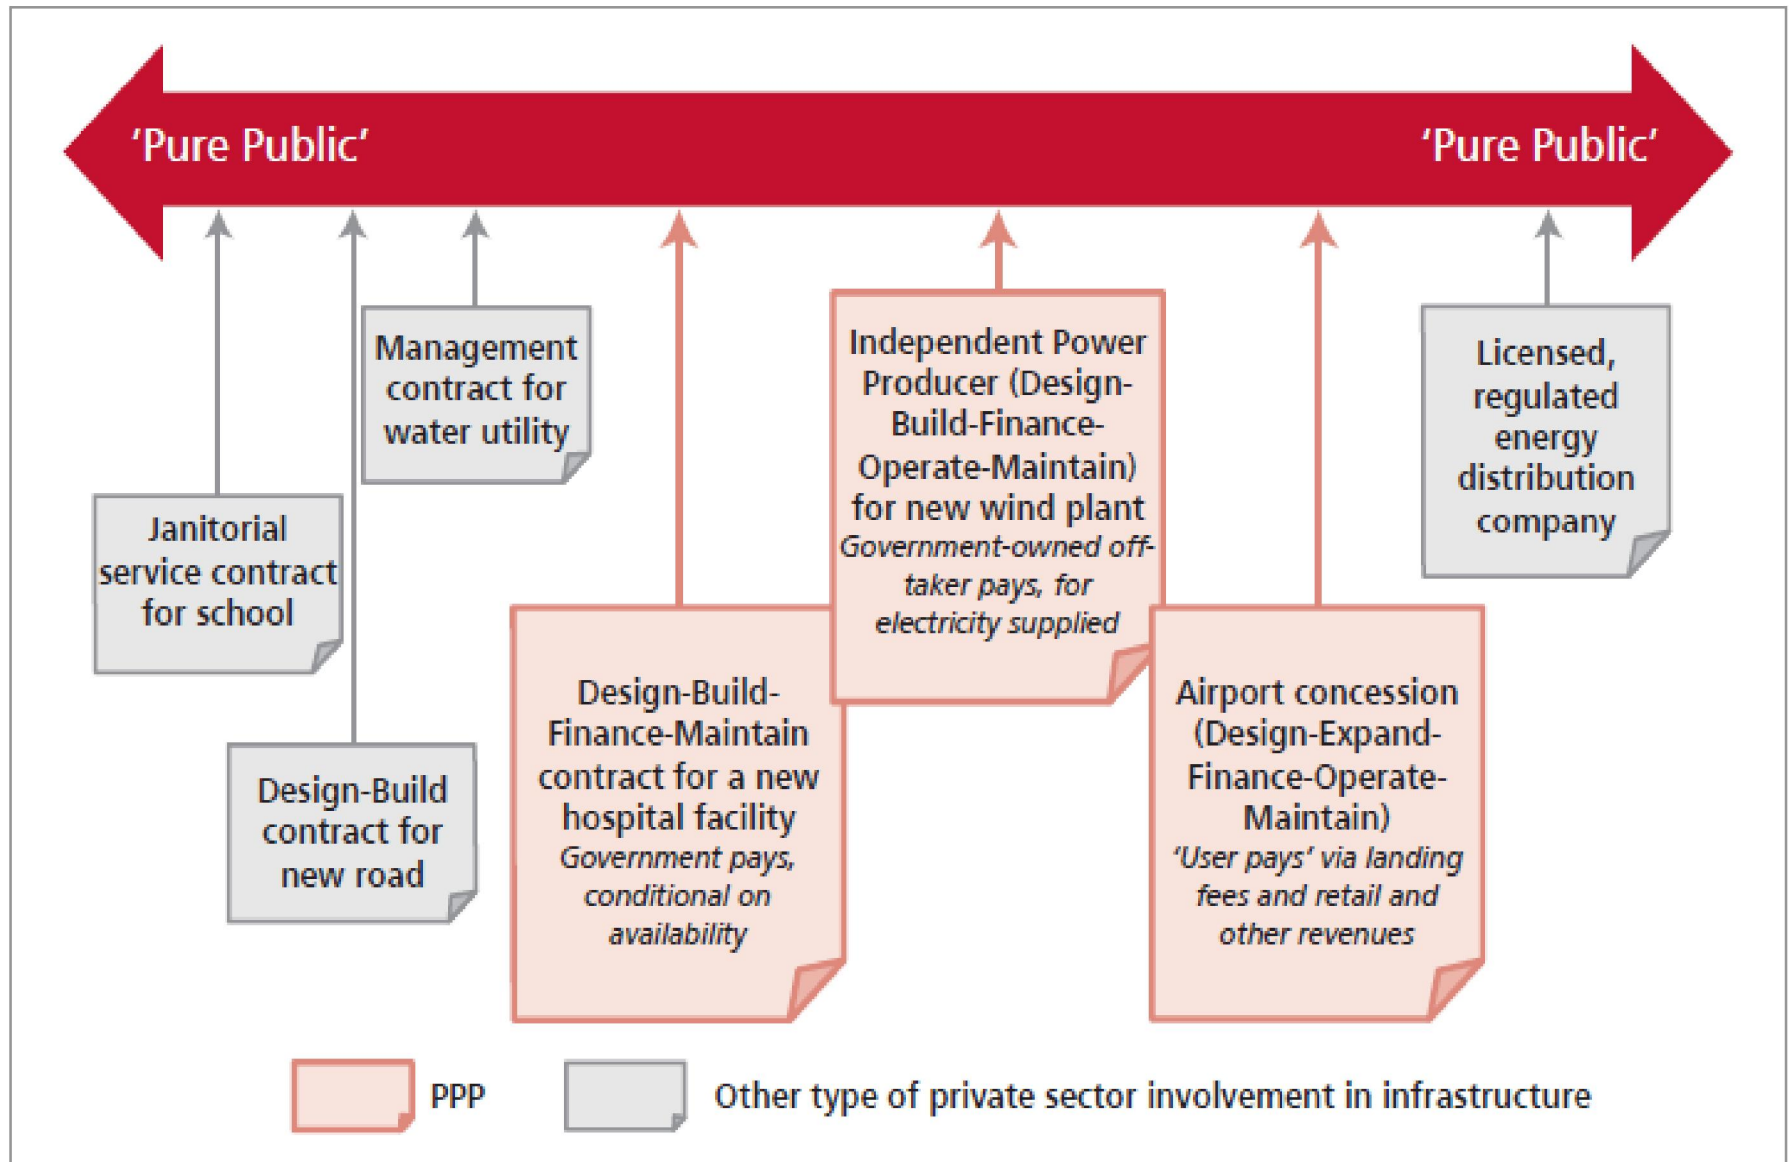 ‘Pure Public’
‘Pure Public’
Janitorial
service contract
for school
Design-Build
contract for
new road
Management
contract for
water utility
Design-Build-
Finance-Maintain
contract for a new
hospital facility
Government pays,
conditional on
availability
Independent Power
Producer (Design-
Build-Finance-
Operate-Maintain)
for new wind plant
Government-owned off-
taker pays, for
electricity supplied
Airport concession
(Design-Expand-
Finance-Operate-
Maintain)
‘User pays’ via landing
fees and retail and
other revenues
Licensed,
regulated
energy
distribution
company
PPP
Other type of private sector involvement in infrastructure